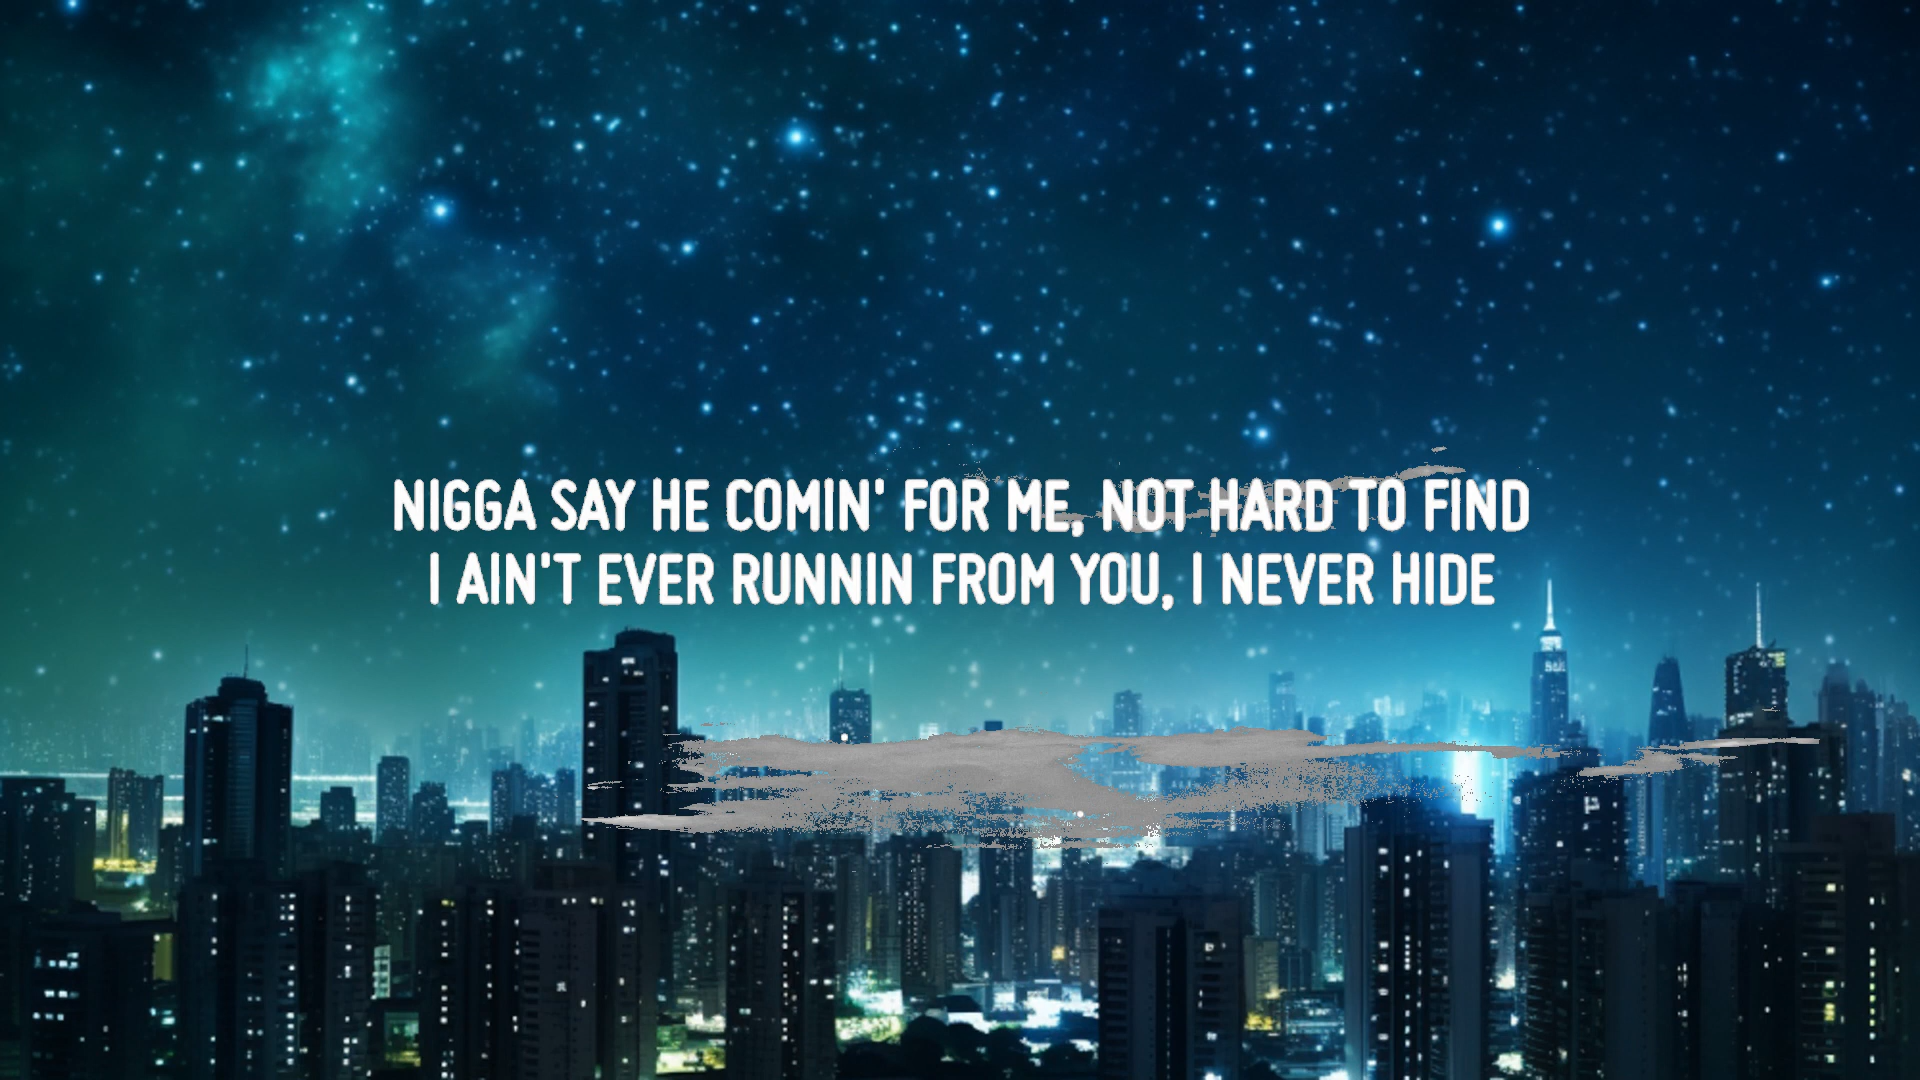 NIGGA SAY HE COMIN' FOR ME, NOT HARD TO FIND
I AIN'T EVER RUNNIN FROM YOU, I NEVER HIDE